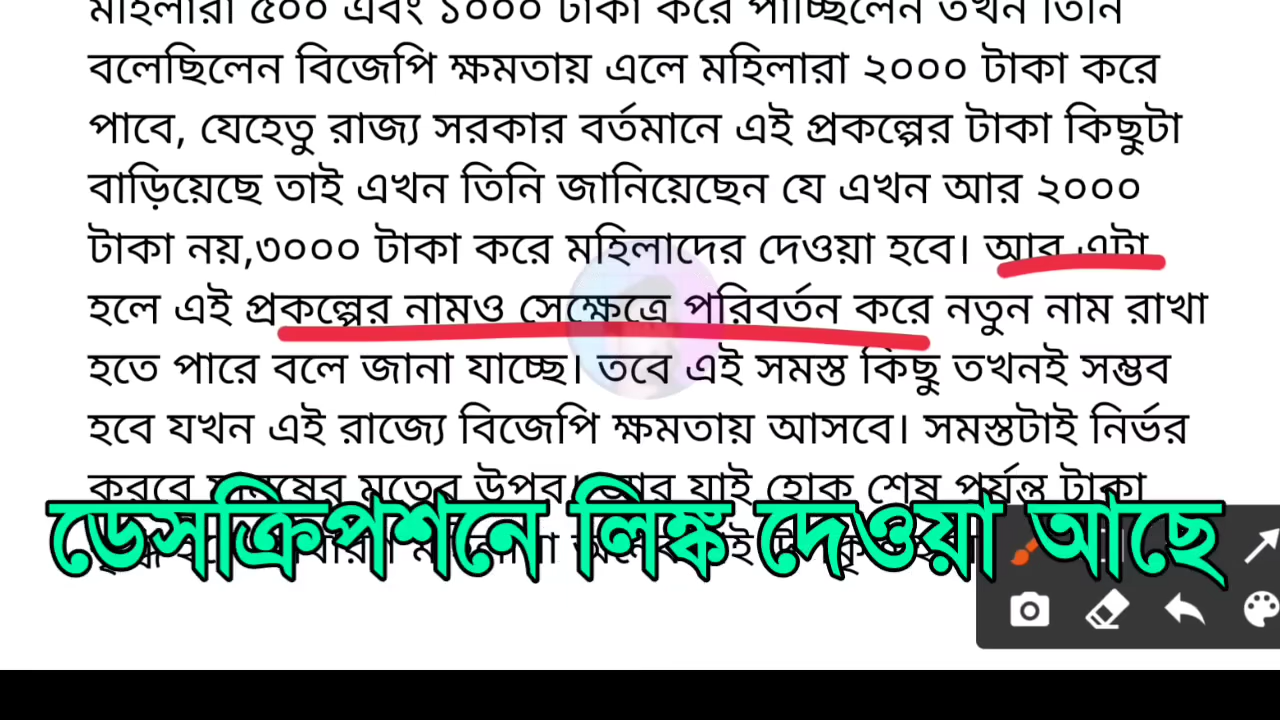 মহিলারা ৫০০ এবং ১০০০ টাকা করে পাচ্ছিলেন তখন তিনি
বলেছিলেন বিজেপি ক্ষমতায় এলে মহিলারা ২০০০ টাকা করে
পাবে, যেহেতু রাজ্য সরকার বর্তমানে এই প্রকল্পের টাকা কিছুটা
বাড়িয়েছে তাই এখন তিনি জানিয়েছেন যে এখন আর ২০০০
টাকা নয়,৩০০০ টাকা করে মহিলাদের দেওয়া হবে। আর এটা
হলে এই প্রকল্পের নামও সেক্ষেত্রে পরিবর্তন করে নতুন নাম রাখা
হতে পারে বলে জানা যাচ্ছে। তবে এই সমস্ত কিছু তখনই সম্ভব
হবে যখন এই রাজ্যে বিজেপি ক্ষমতায় আসবে। সমস্তটাই নির্ভর
করবে মানুষের মতের উপর। আর যাই হোক শেষ পর্যন্ত টাকা
ডেসক্রিপশনে লিঙ্ক দেওয়া আছে